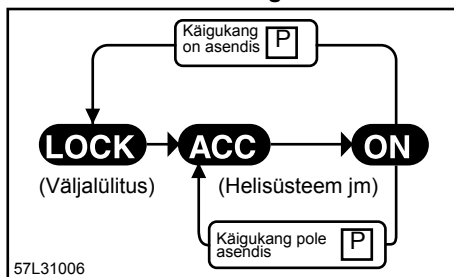 Käigukang
on asendis P
LOCK ACC ON
(Väljalülitus) (Helisüsteem jm)
Käigukang pole
asendis P
57L31006